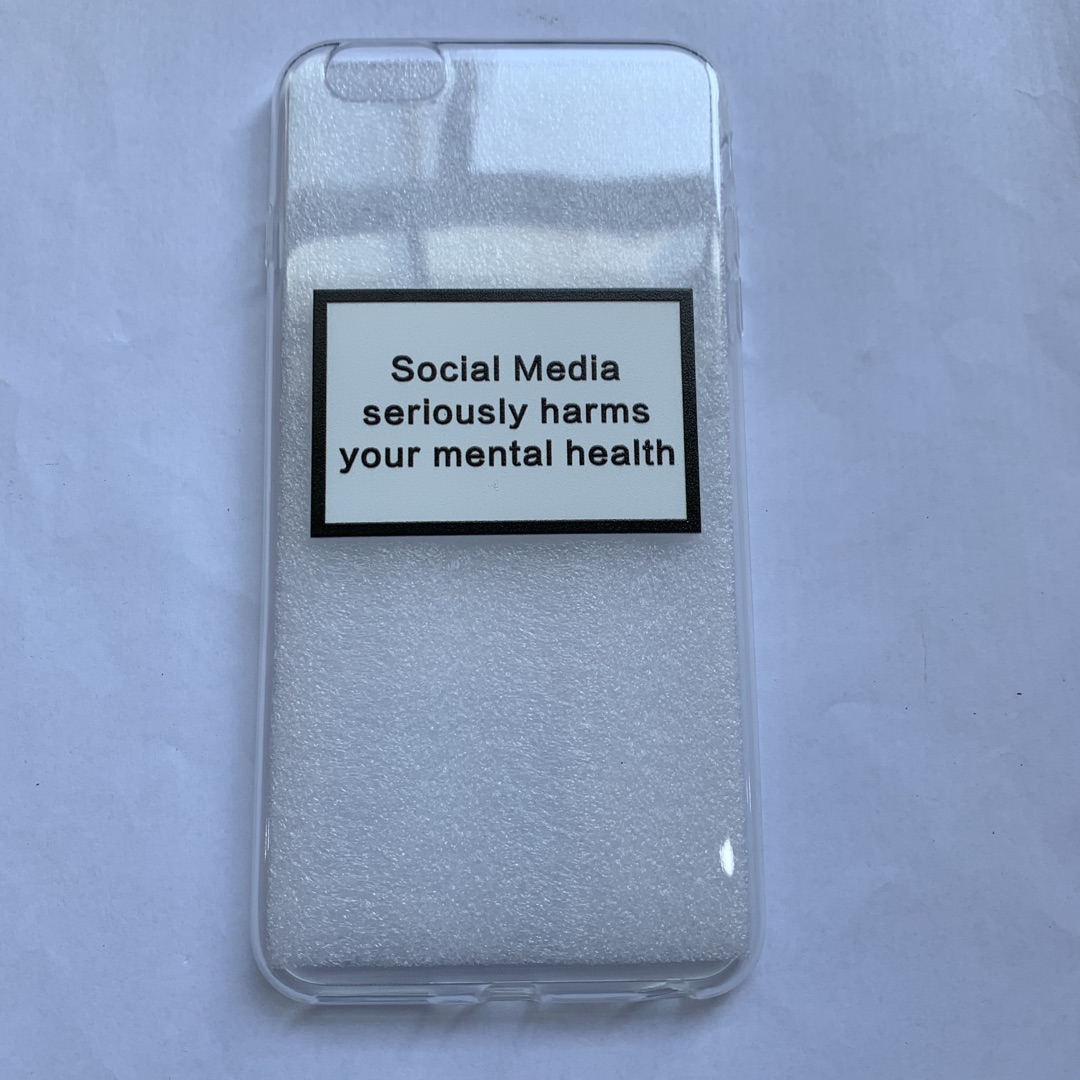 Social Media
seriously harms
your mental health